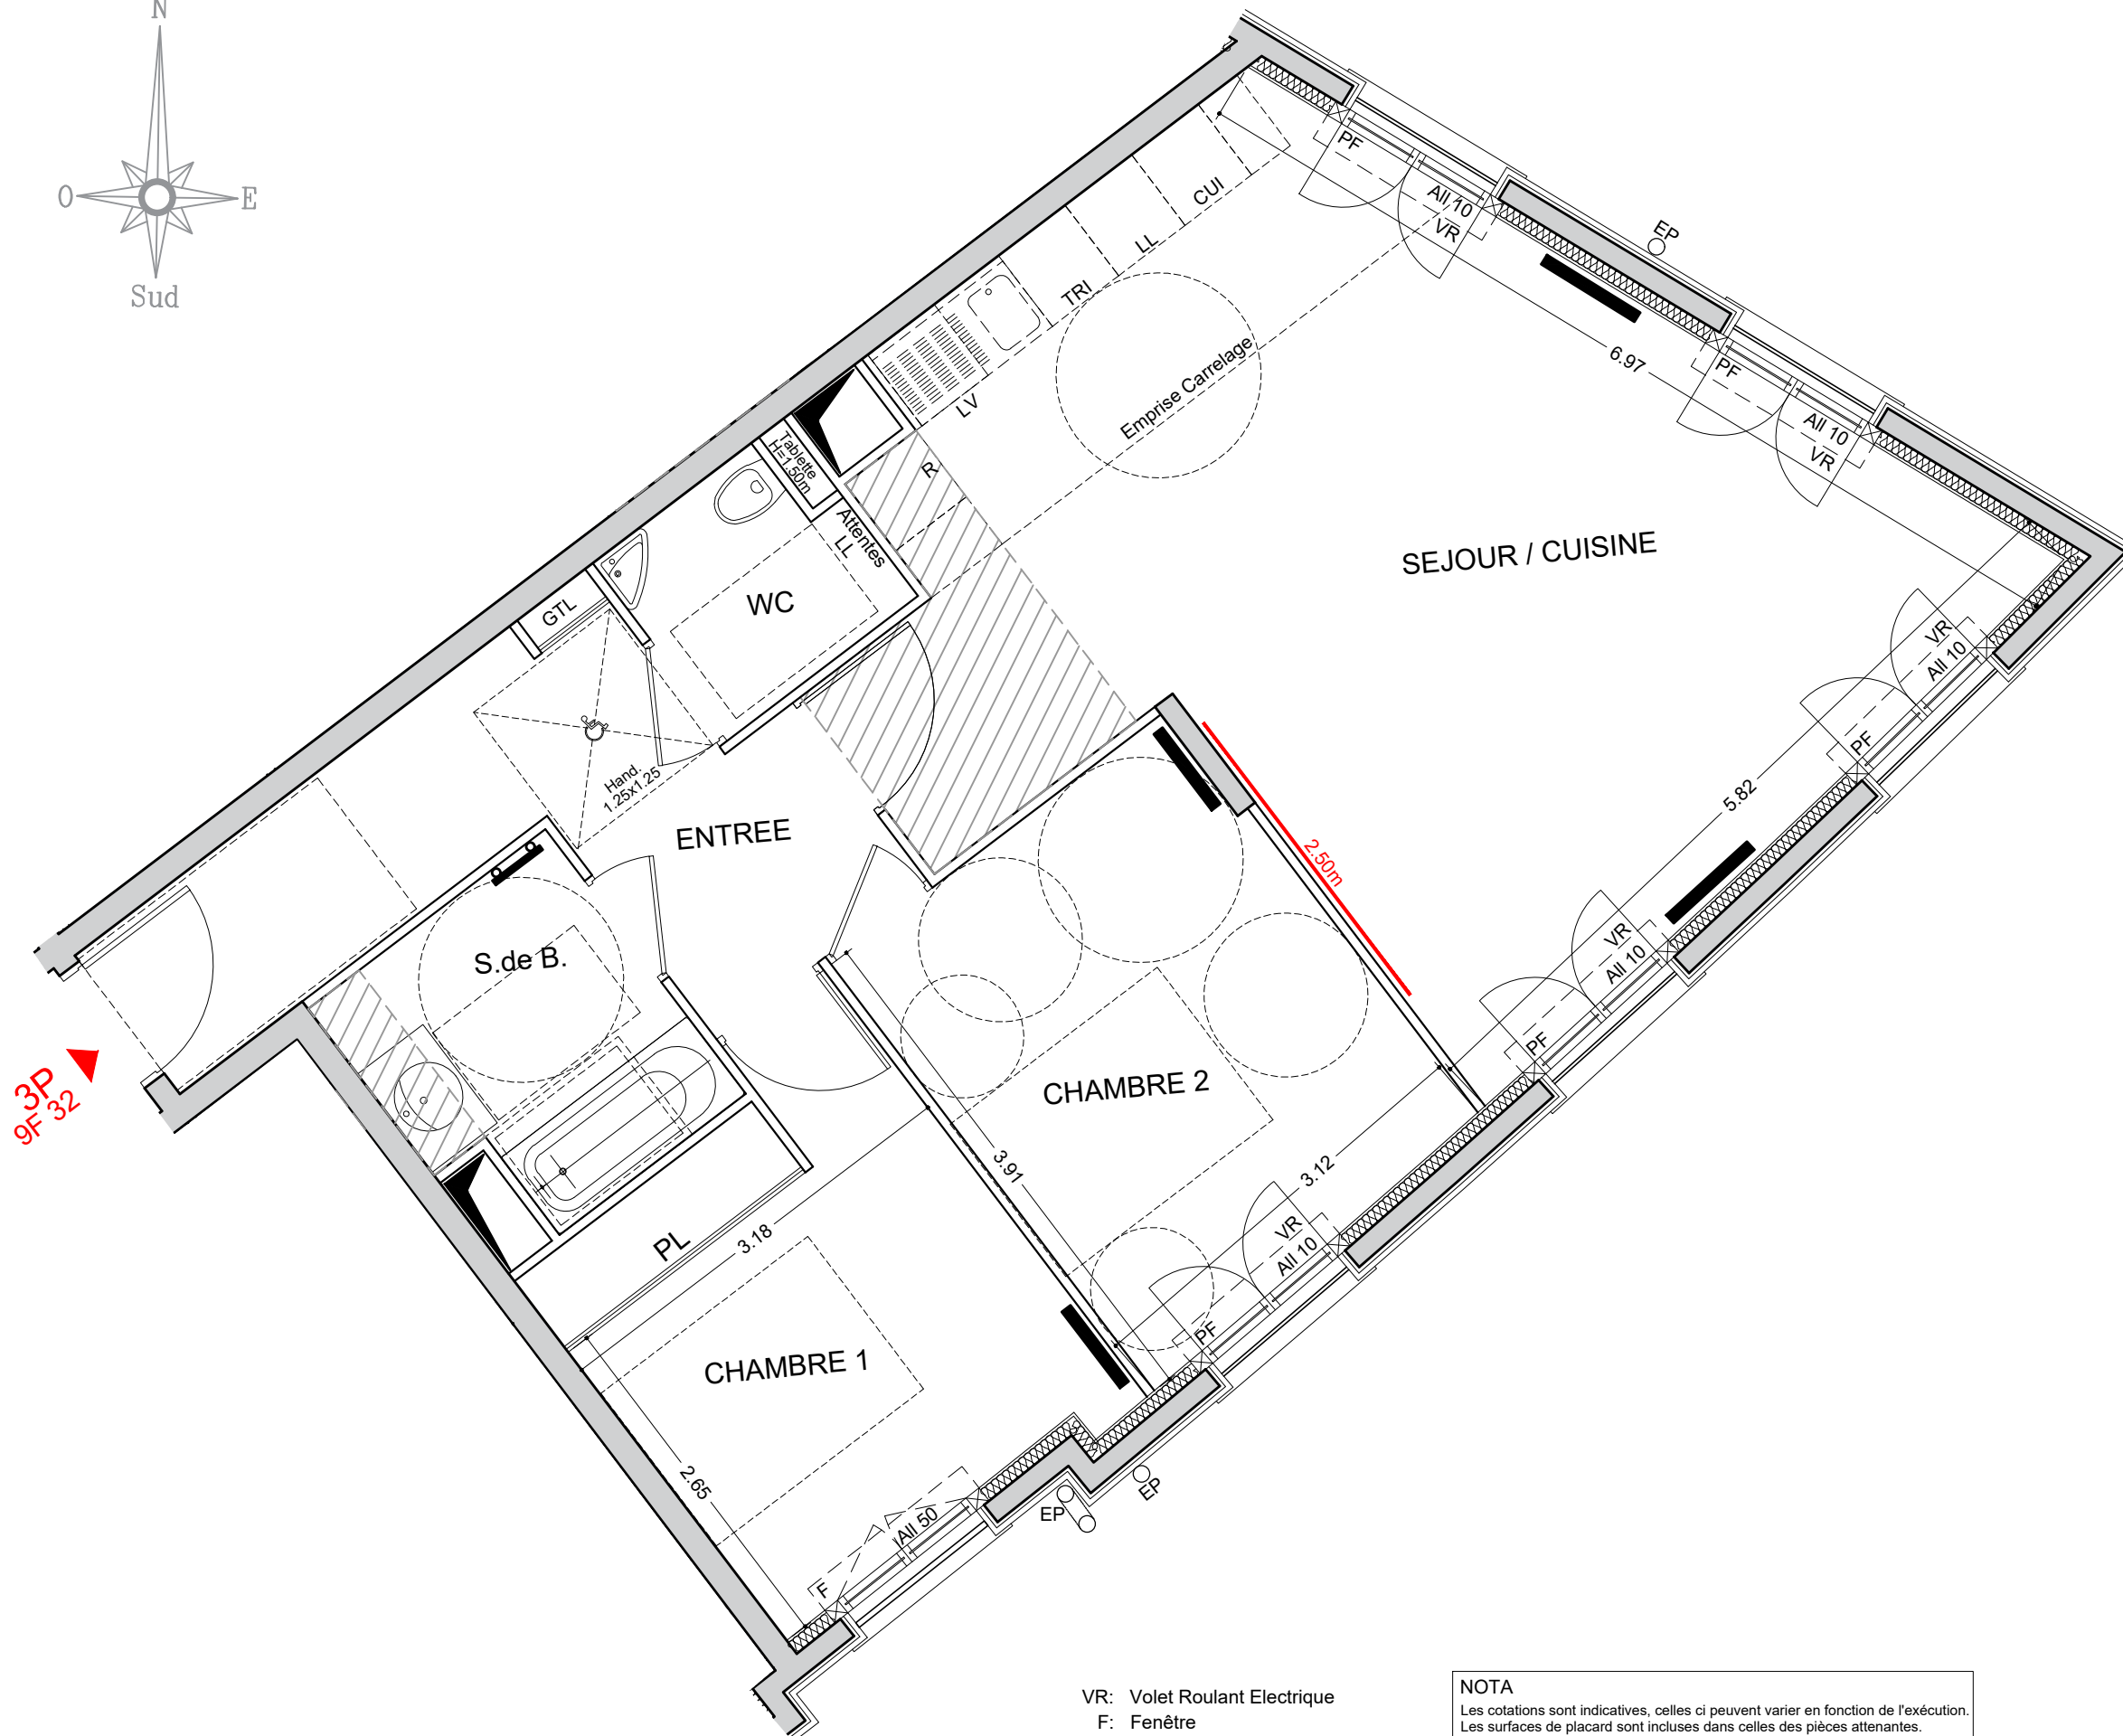 N
O
E
Sud
PF
All 10
VR
EP
CUI
LL
TRI
LV
Emprise Carrelage
6.97
PF
All 10
VR
Tablette
H=1.50m
R
Attentes
LL
SEJOUR / CUISINE
WC
GTL
VR
All 10
PF
Hand.
1.25x1.25
ENTREE
5.82
2.50m
S.de B.
VR
All 10
PF
3P
9F 32
CHAMBRE 2
3.91
3.12
PL
3.18
VR
All 10
PF
CHAMBRE 1
2.65
All 50
F
EP
EP
VR: Volet Roulant Electrique
F: Fenêtre
NOTA
Les cotations sont indicatives, celles ci peuvent varier en fonction de l'exécution.
Les surfaces de placard sont incluses dans celles des pièces attenantes.